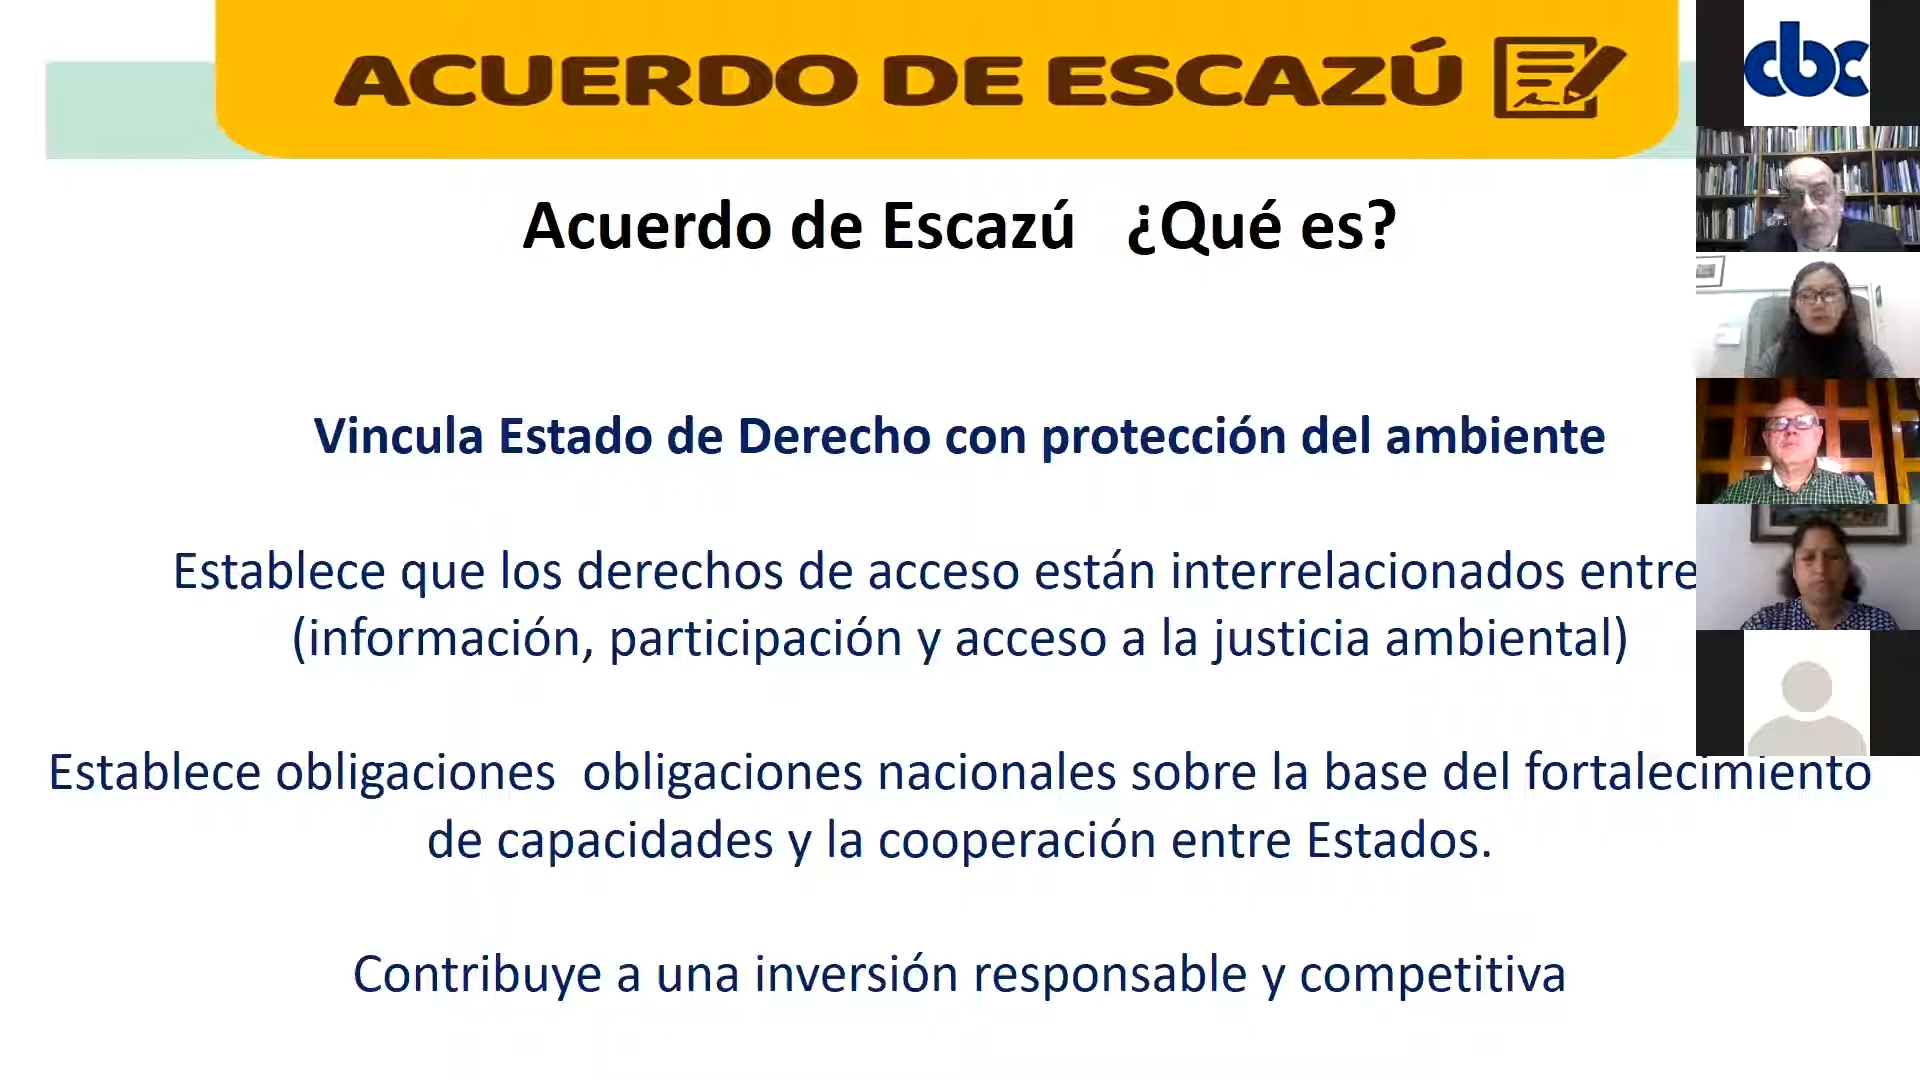 ACUERDO DE ESCAZÚ
cbc
Acuerdo de Escazú ¿Qué es?
Vincula Estado de Derecho con protección del ambiente
Establece que los derechos de acceso están interrelacionados entre
(información, participación y acceso a la justicia ambiental)
Establece obligaciones obligaciones nacionales sobre la base del fortalecimiento
de capacidades y la cooperación entre Estados.
Contribuye a una inversión responsable y competitiva